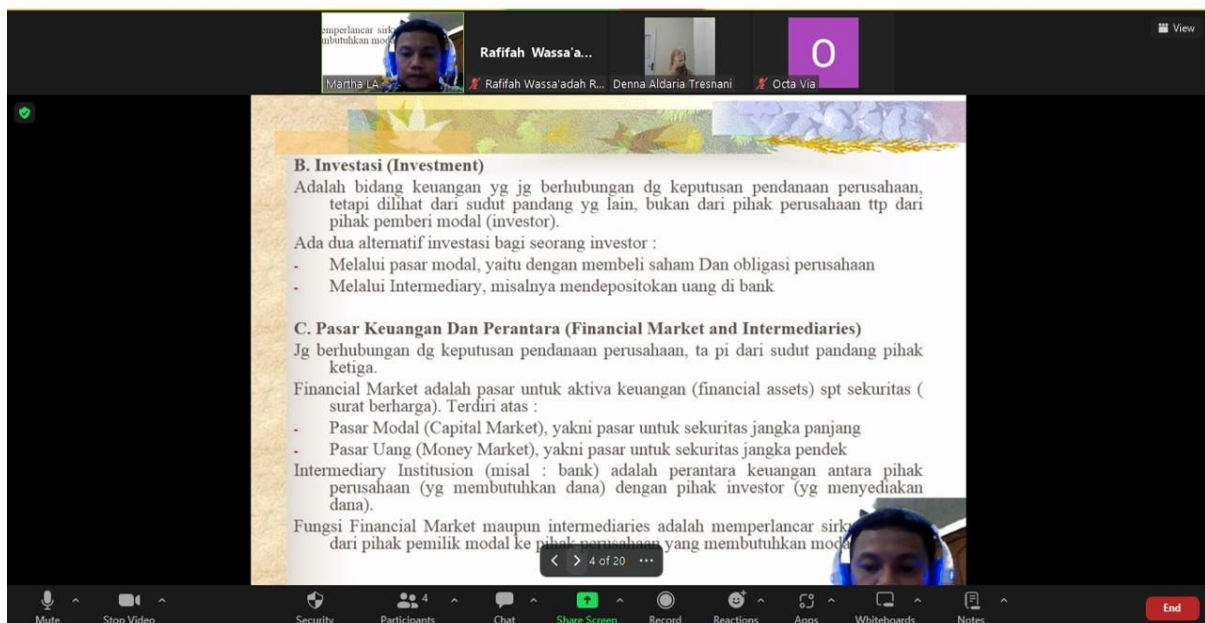 emperlancar sirk
mbutuhkan mod
Martha LA
Rafifah Wassa'a...
Rafifah Wassa'adah R...
Denna Aldaria Tresnani
O
Octa Via
View
B. Investasi (Investment)
Adalah bidang keuangan yg jg berhubungan dg keputusan pendanaan perusahaan,
tetapi dilihat dari sudut pandang yg lain, bukan dari pihak perusahaan ttp dari
pihak pemberi modal (investor).
Ada dua alternatif investasi bagi seorang investor :
- Melalui pasar modal, yaitu dengan membeli saham Dan obligasi perusahaan
- Melalui Intermediary, misalnya mendepositokan uang di bank
C. Pasar Keuangan Dan Perantara (Financial Market and Intermediaries)
Jg berhubungan dg keputusan pendanaan perusahaan, ta pi dari sudut pandang pihak
ketiga.
Financial Market adalah pasar untuk aktiva keuangan (financial assets) spt sekuritas (
surat berharga). Terdiri atas :
- Pasar Modal (Capital Market), yakni pasar untuk sekuritas jangka panjang
- Pasar Uang (Money Market), yakni pasar untuk sekuritas jangka pendek
Intermediary Institusion (misal : bank) adalah perantara keuangan antara pihak
perusahaan (yg membutuhkan dana) dengan pihak investor (yg menyediakan
dana).
Fungsi Financial Market maupun intermediaries adalah memperlancar sirk
dari pihak pemilik modal ke pihak perusahaan yang membutuhkan moda
4 of 20
Mute
Stop Video
Security
4
Participants
Chat
Share Screen
Record
Reactions
Apps
Whiteboards
Notes
End